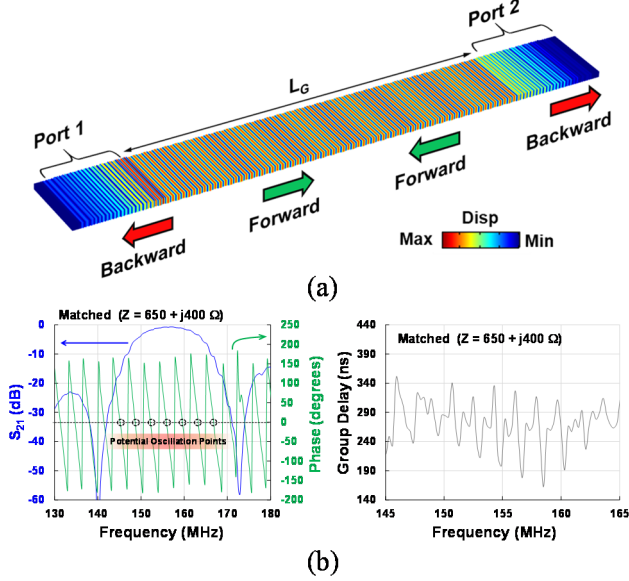 Port 2
L_G
Port 1
Backward
Forward
Forward
Backward
Disp
Max Min
(a)
Matched (Z = 650 + j400 Ω)
0
-10
-20
-30
-40
-50
-60
S21 (dB)
250
200
150
100
50
0
-50
-100
-150
-200
Phase (degrees)
Potential Oscillation Points
130 140 150 160 170 180
Frequency (MHz)
Matched (Z = 650 + j400 Ω)
440
390
340
290
240
190
140
Group Delay (ns)
145 150 155 160 165
Frequency (MHz)
(b)